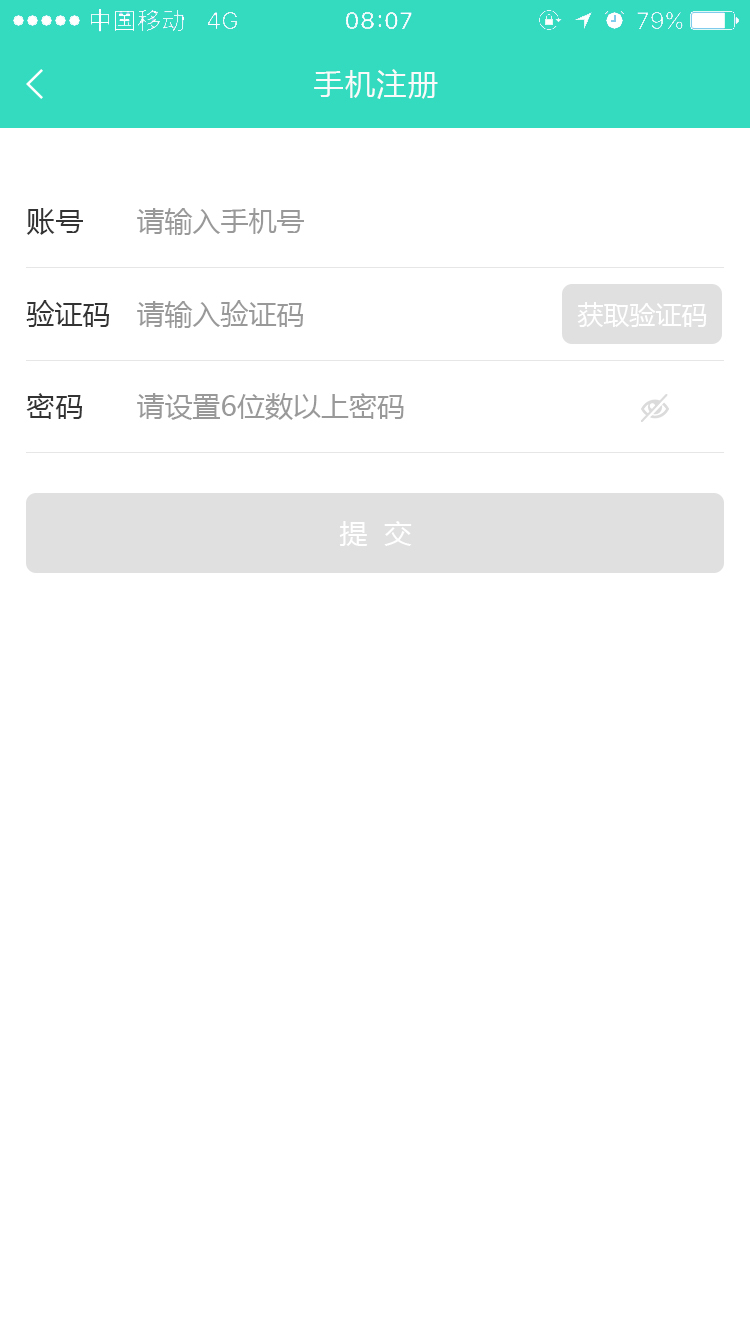 中国移动 4G 08:07 79%
手机注册
账号 请输入手机号
验证码 请输入验证码 获取验证码
密码 请设置6位数以上密码
提 交